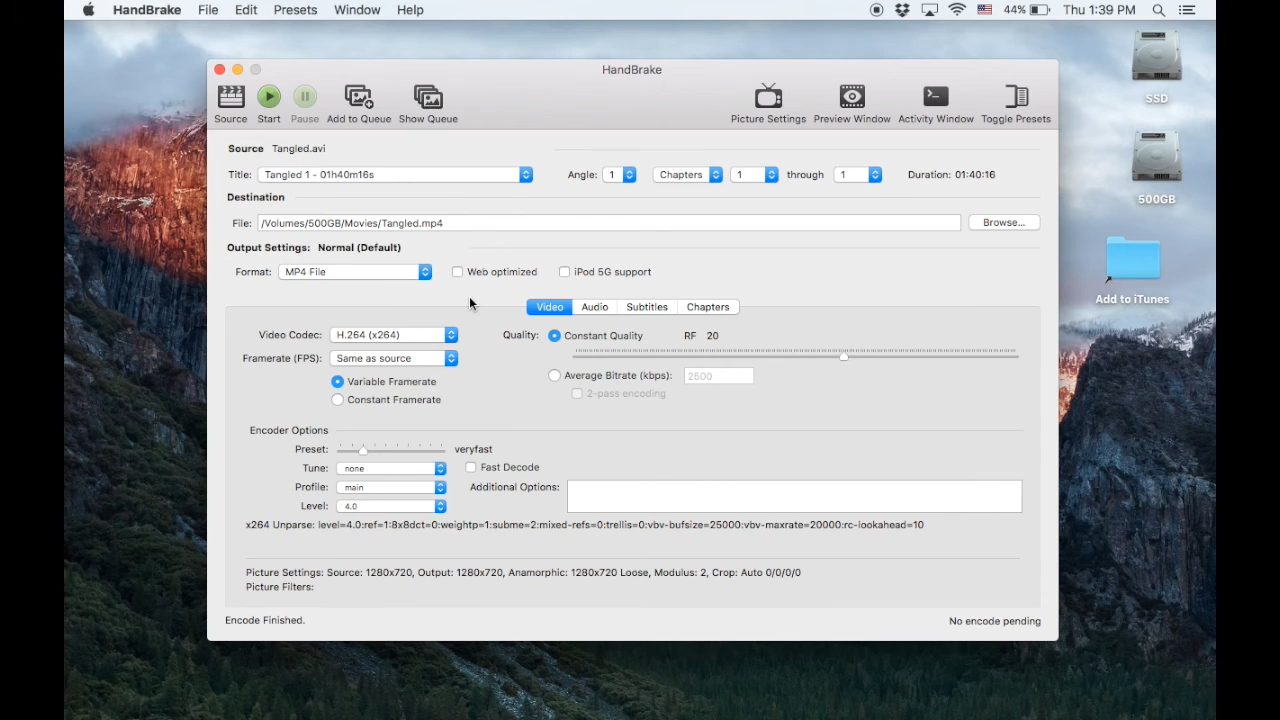 HandBrake File Edit Presets Window Help 44% Thu 1:39 PM
HandBrake
Source Start Pause Add to Queue Show Queue Picture Settings Preview Window Activity Window Toggle Presets
Source Tangled.avi
Title: Tangled 1 - 01h40m16s Angle: 1 Chapters 1 through 1 Duration: 01:40:16
Destination
File: /Volumes/500GB/Movies/Tangled.mp4 Browse...
Output Settings: Normal (Default)
Format: MP4 File Web optimized iPod 5G support
Video Audio Subtitles Chapters
Video Codec: H.264 (x264) Quality: Constant Quality RF 20
Framerate (FPS): Same as source
Variable Framerate Average Bitrate (kbps): 2500
Constant Framerate 2-pass encoding
Encoder Options
Preset: veryfast
Tune: none Fast Decode
Profile: main Additional Options:
Level: 4.0
x264 Unparse: level=4.0:ref=1:8x8dct=0:weightp=1:subme=2:mixed-refs=0:trellis=0:vbv-bufsize=25000:vbv-maxrate=20000:rc-lookahead=10
Picture Settings: Source: 1280x720, Output: 1280x720, Anamorphic: 1280x720 Loose, Modulus: 2, Crop: Auto 0/0/0/0
Picture Filters:
Encode Finished. No encode pending
SSD
500GB
Add to iTunes